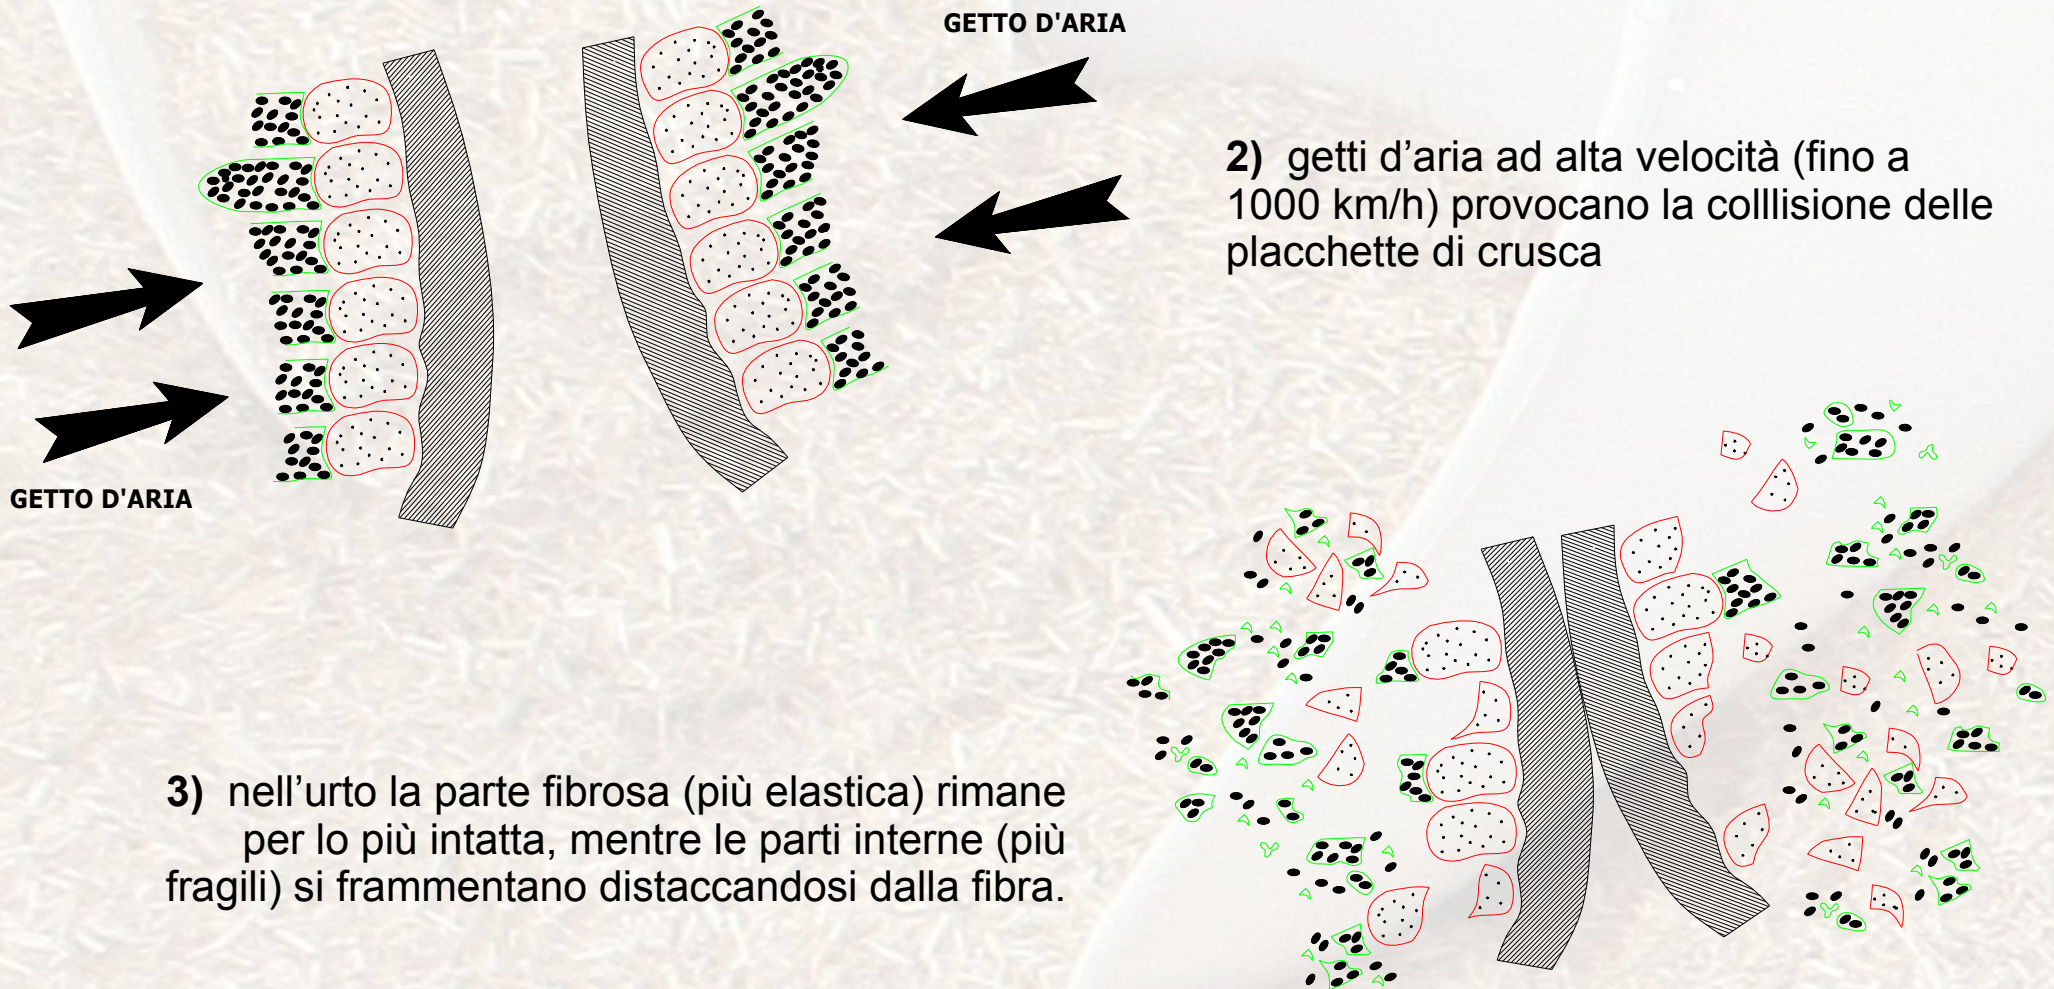 GETTO D'ARIA
2) getti d’aria ad alta velocità (fino a
1000 km/h) provocano la colllisione delle
placchette di crusca
GETTO D'ARIA
3) nell’urto la parte fibrosa (più elastica) rimane
per lo più intatta, mentre le parti interne (più
fragili) si frammentano distaccandosi dalla fibra.